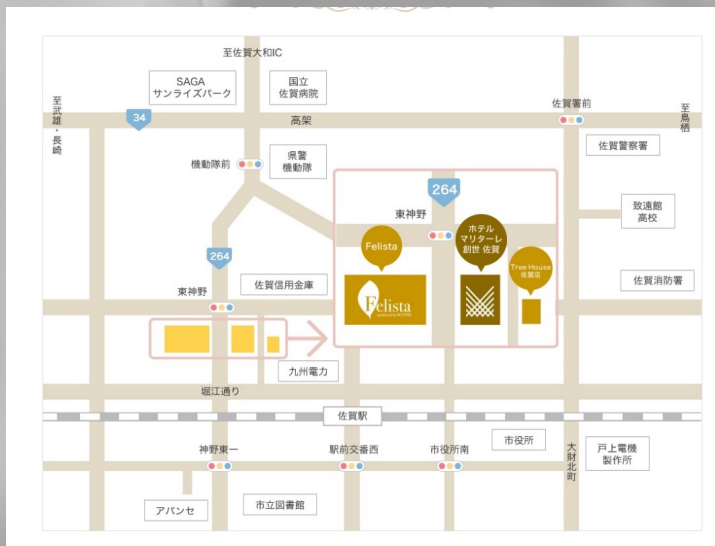 至佐賀大和IC
SAGA
サンライズパーク
国立
佐賀病院
至武雄・長崎
34
高架
佐賀署前
至鳥栖
機動隊前
県警
機動隊
佐賀警察署
264
東神野
Felista
ホテル
マリターレ
創世 佐賀
Tree House
佐賀店
致遠館
高校
264
東神野
佐賀信用金庫
Felista
佐賀消防署
九州電力
堀江通り
佐賀駅
神野東一
駅前交番西
市役所南
市役所
大財北町
戸上電機
製作所
アバンセ
市立図書館